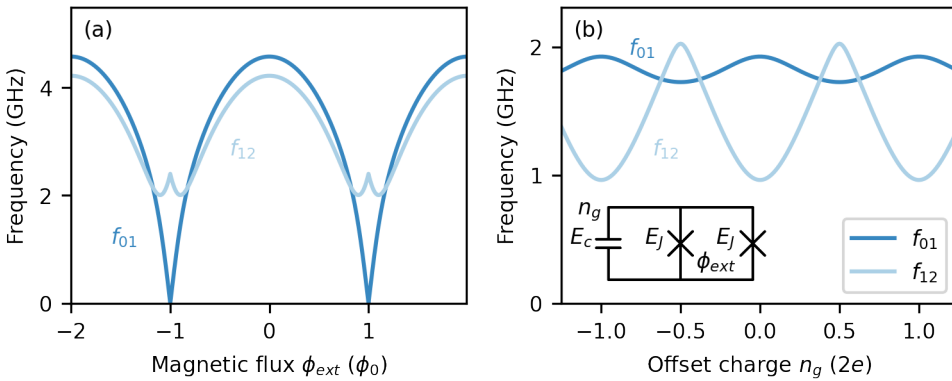 (a)
Frequency (GHz)
4
2
0
f12
f01
−2
−1
0
1
Magnetic flux ϕext (ϕ0)
(b)
Frequency (GHz)
2
1
0
f01
f12
ng
Ec
EJ
EJ
ϕext
f01
f12
−1.0
−0.5
0.0
0.5
1.0
Offset charge ng (2e)